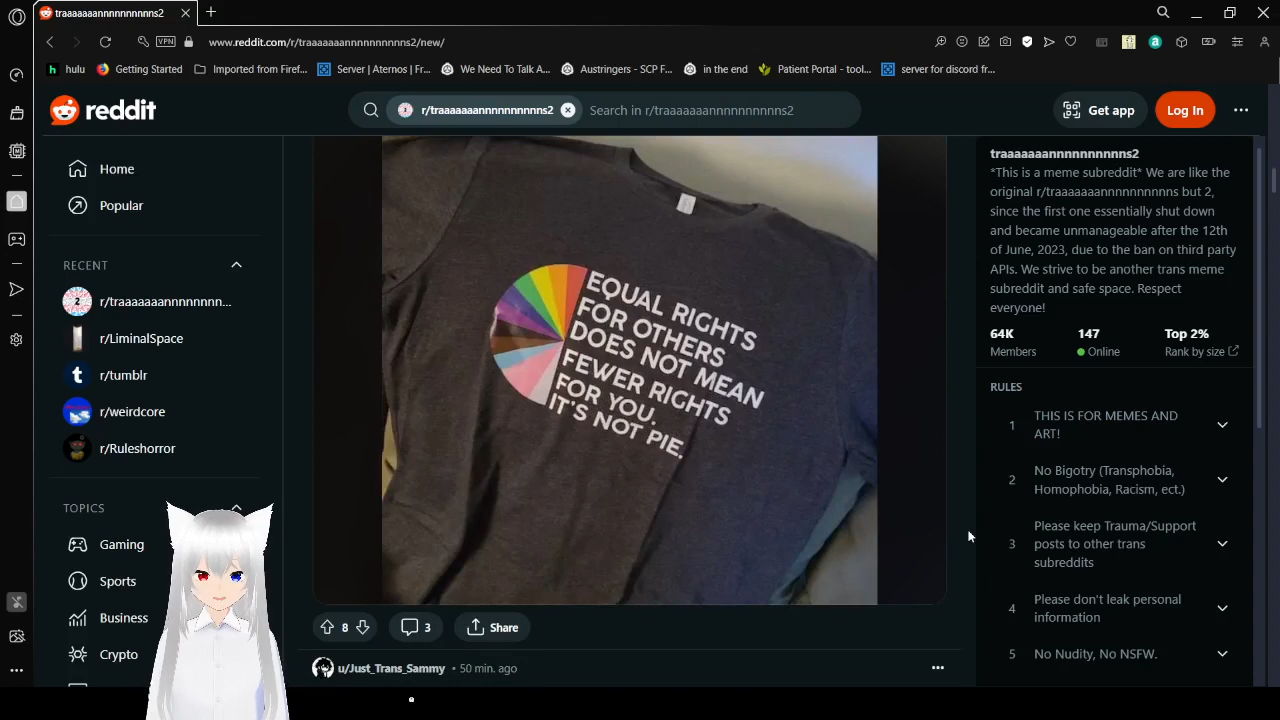 traaaaaaannnnnnnnnns2
www.reddit.com/r/traaaaaaannnnnnnnnns2/new/
VPN
hulu
Getting Started
Imported from Firef...
Server | Aternos | Fr...
We Need To Talk A...
Austringers - SCP F...
in the end
Patient Portal - tool...
server for discord fr...
reddit
r/traaaaaaannnnnnnnnns2
Search in r/traaaaaaannnnnnnnnns2
Get app
Log In
Home
Popular
RECENT
r/traaaaaaannnnnnn...
r/LiminalSpace
r/tumblr
r/weirdcore
r/Ruleshorror
TOPICS
Gaming
Sports
Business
Crypto
EQUAL RIGHTS
FOR OTHERS
DOES NOT MEAN
FEWER RIGHTS
FOR YOU.
IT'S NOT PIE.
8
3
Share
u/Just_Trans_Sammy • 50 min. ago
traaaaaaannnnnnnnnns2
*This is a meme subreddit* We are like the
original r/traaaaaaannnnnnnnnns but 2,
since the first one essentially shut down
and became unmanageable after the 12th
of June, 2023, due to the ban on third party
APIs. We strive to be another trans meme
subreddit and safe space. Respect
everyone!
64K
Members
147
Online
Top 2%
Rank by size
RULES
1
THIS IS FOR MEMES AND
ART!
2
No Bigotry (Transphobia,
Homophobia, Racism, ect.)
3
Please keep Trauma/Support
posts to other trans
subreddits
4
Please don't leak personal
information
5
No Nudity, No NSFW.